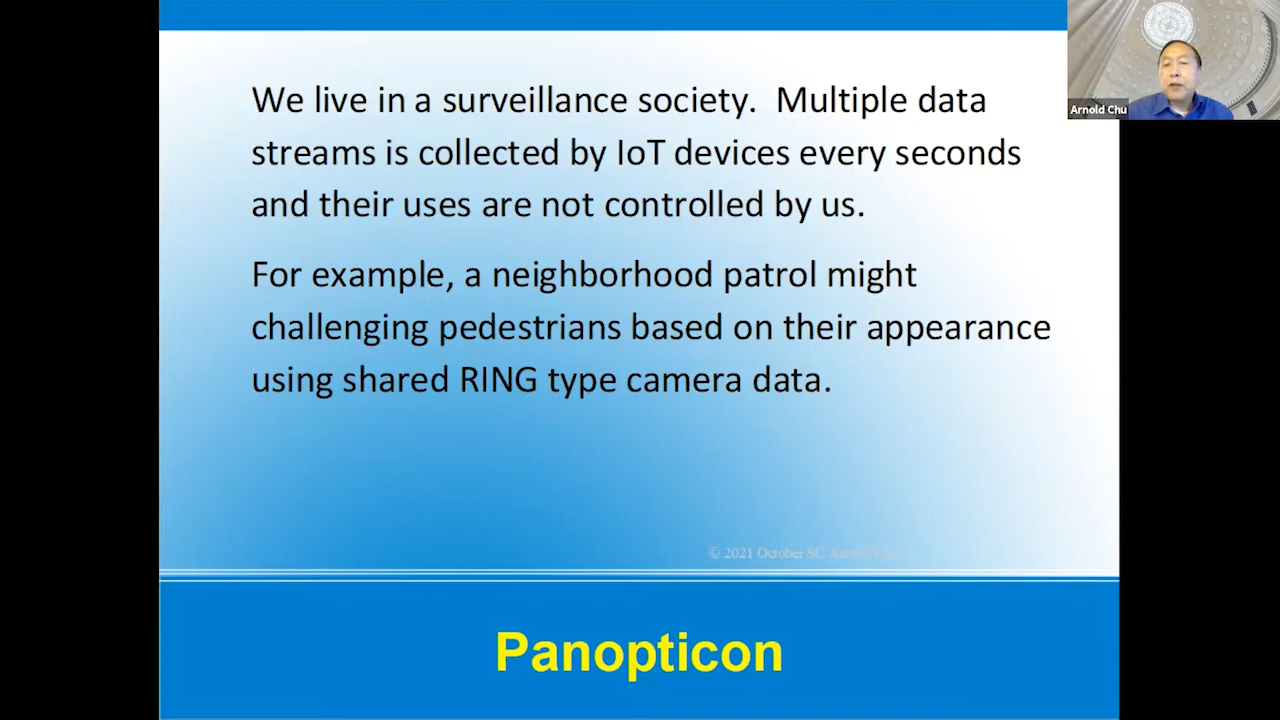 We live in a surveillance society.  Multiple data
streams is collected by IoT devices every seconds
and their uses are not controlled by us.
For example, a neighborhood patrol might
challenging pedestrians based on their appearance
using shared RING type camera data.
© 2021 October SC
Panopticon
Arnold Chu